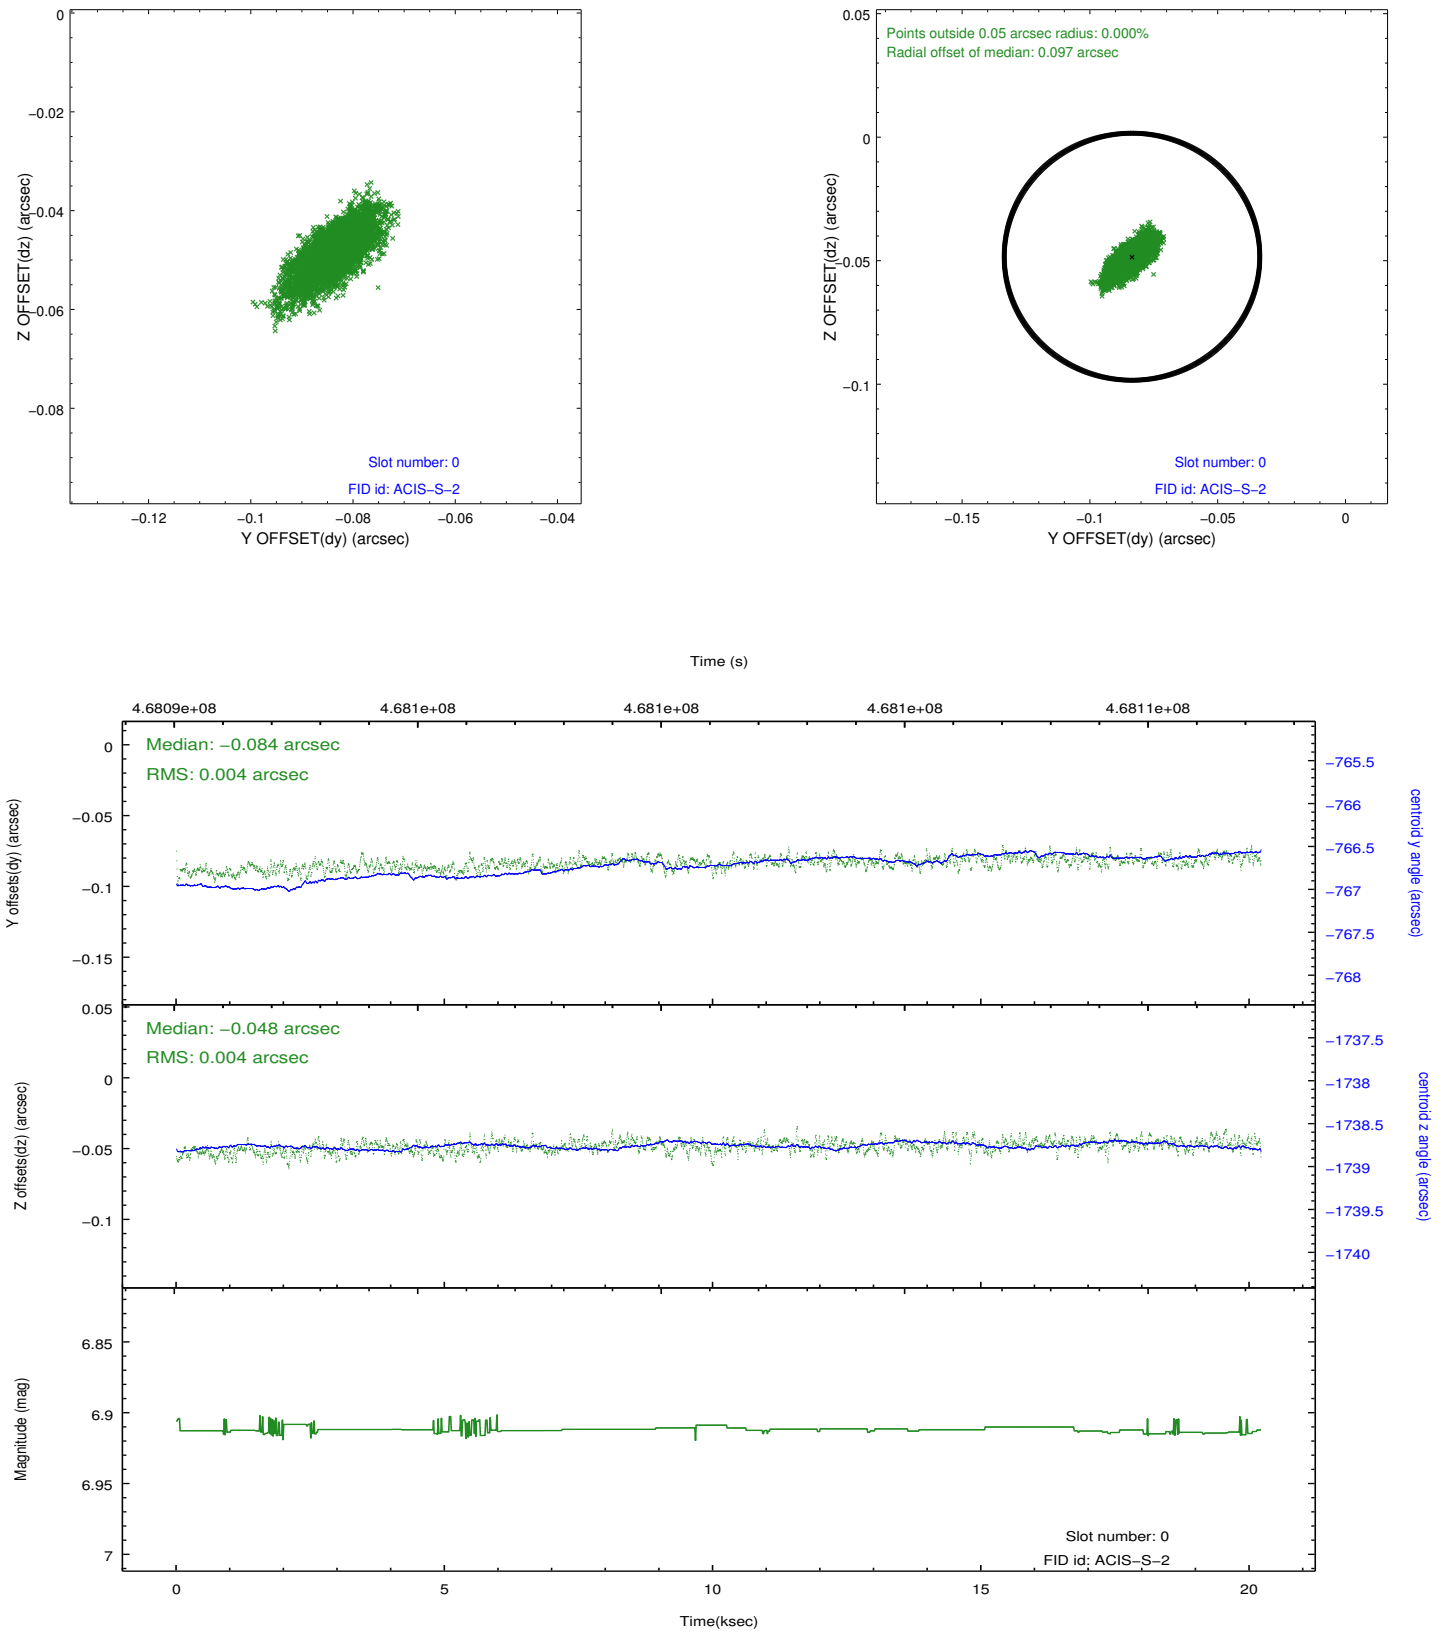 0
−0.02
−0.04
−0.06
−0.08
Z OFFSET(dz) (arcsec)
Slot number: 0
FID id: ACIS−S−2
−0.12
−0.1
−0.08
−0.06
−0.04
Y OFFSET(dy) (arcsec)
0.05
0
−0.05
−0.1
Z OFFSET(dz) (arcsec)
Points outside 0.05 arcsec radius: 0.000%
Radial offset of median: 0.097 arcsec
Slot number: 0
FID id: ACIS−S−2
−0.15
−0.1
−0.05
0
Y OFFSET(dy) (arcsec)
Time (s)
4.6809e+08
4.681e+08
4.681e+08
4.681e+08
4.6811e+08
Median: −0.084 arcsec
RMS: 0.004 arcsec
0
−0.05
−0.1
−0.15
Y offsets(dy) (arcsec)
−765.5
−766
−766.5
−767
−767.5
−768
centroid y angle (arcsec)
Median: −0.048 arcsec
RMS: 0.004 arcsec
0.05
0
−0.05
−0.1
Z offsets(dz) (arcsec)
−1737.5
−1738
−1738.5
−1739
−1739.5
−1740
centroid z angle (arcsec)
6.85
6.9
6.95
7
Magnitude (mag)
Slot number: 0
FID id: ACIS−S−2
0
5
10
15
20
Time(ksec)